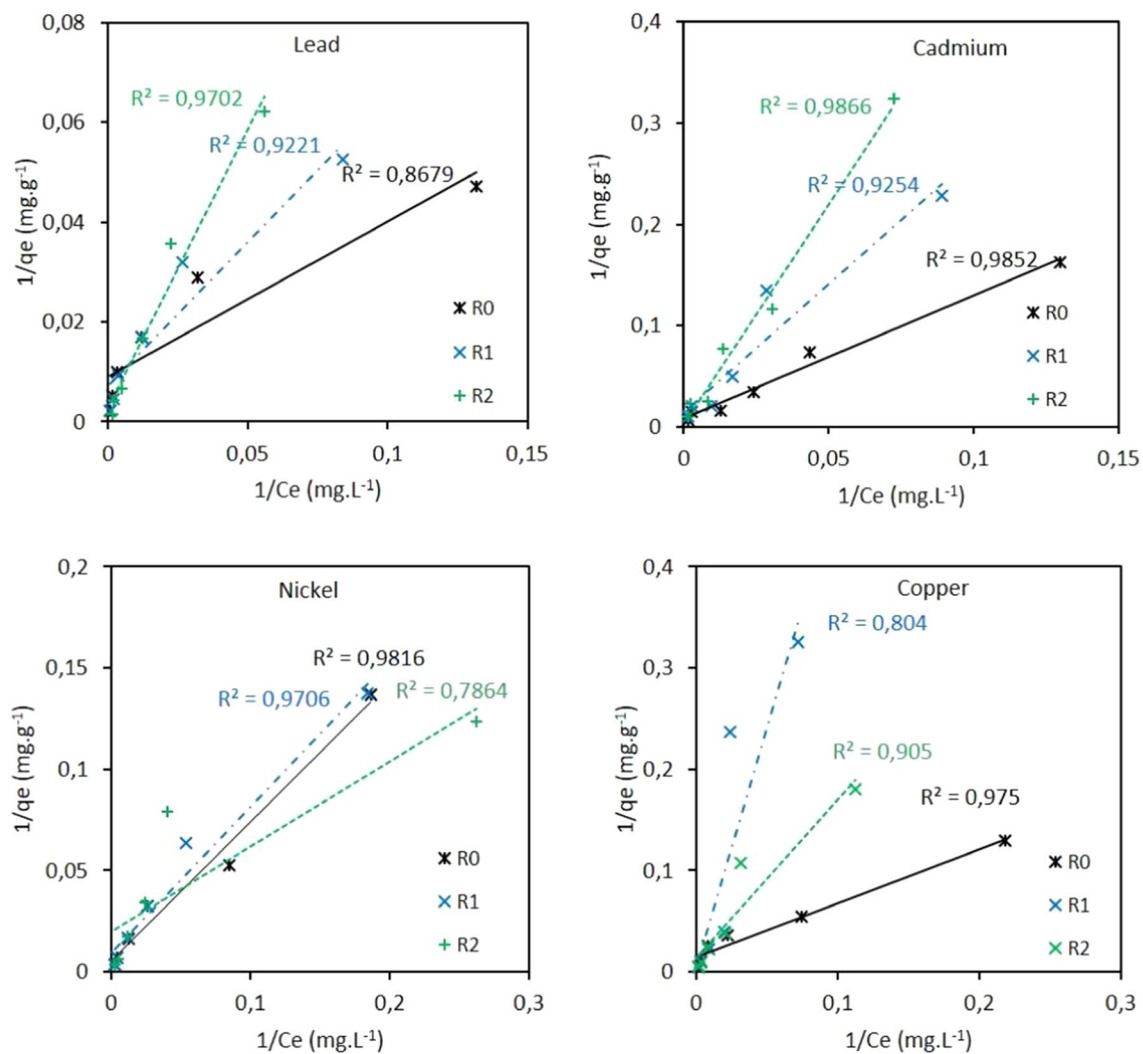 Lead
R² = 0,9702
R² = 0,9221
R² = 0,8679
0,08
0,06
0,04
0,02
0
1/qe (mg.g⁻¹)
R0
R1
R2
0
0,05
0,1
0,15
1/Ce (mg.L⁻¹)
Cadmium
R² = 0,9866
R² = 0,9254
R² = 0,9852
0,4
0,3
0,2
0,1
0
1/qe (mg.g⁻¹)
R0
R1
R2
0
0,05
0,1
0,15
1/Ce (mg.L⁻¹)
Nickel
R² = 0,9816
R² = 0,9706
R² = 0,7864
0,2
0,15
0,1
0,05
0
1/qe (mg.g⁻¹)
R0
R1
R2
0
0,1
0,2
0,3
1/Ce (mg.L⁻¹)
Copper
R² = 0,804
R² = 0,905
R² = 0,975
0,4
0,3
0,2
0,1
0
1/qe (mg.g⁻¹)
R0
R1
R2
0
0,1
0,2
0,3
1/Ce (mg.L⁻¹)